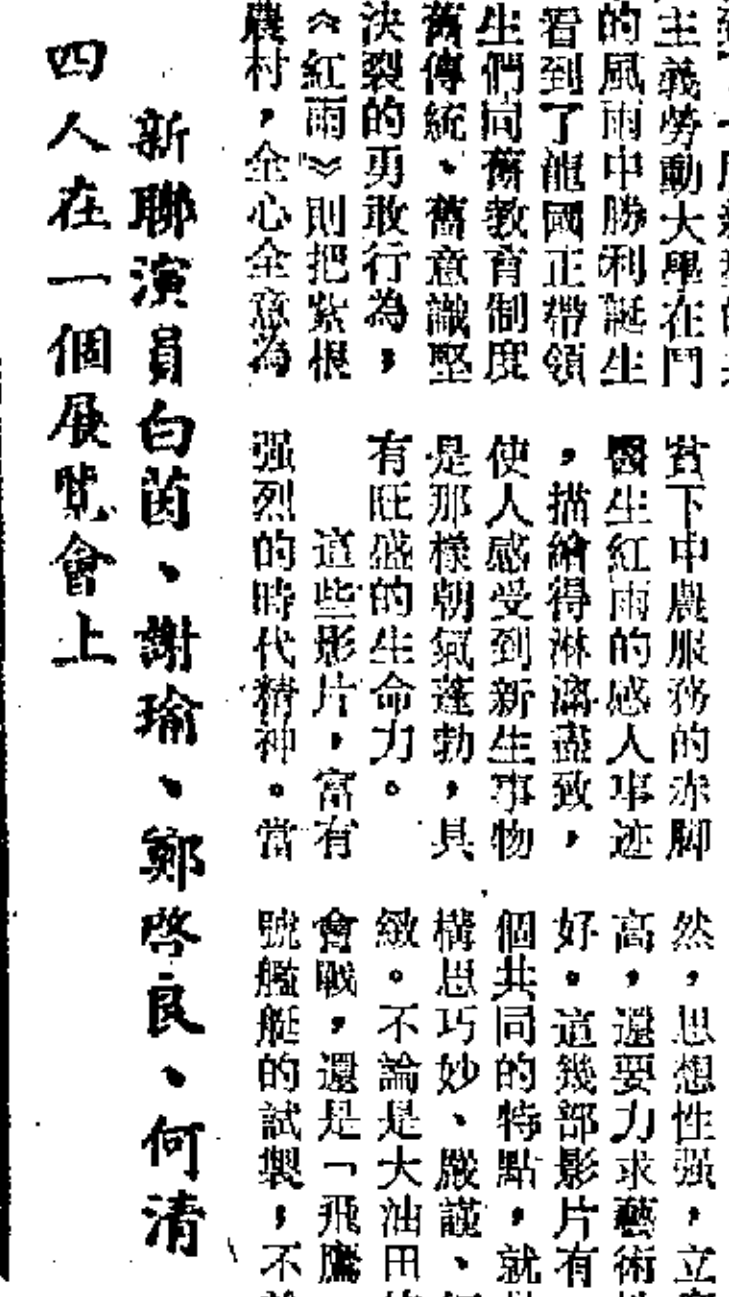 主義勞動大學在鬥
的風雨中勝利誕生
看到了龍國正帶領
生們同舊教育制度
舊傳統、舊意識堅
決裂的勇敢行為，
《紅雨》則把紮根
農村，全心全意為
貧下中農服務的赤脚
醫生紅雨的感人事迹
，描繪得淋漓盡致，
使人感受到新生事物
是那樣朝氣蓬勃，具
有旺盛的生命力。
這些影片，富有
强烈的時代精神。當
然，思想性强，立
高，還要力求藝術
好。這幾部影片有
個共同的特點，就
構思巧妙、嚴謹、
緻。不論是大油田
會戰，還是「飛鷹
號艦艇的試製，不
新聯演員白茵、謝瑜、鄭啓良、何清
四人在一個展覽會上